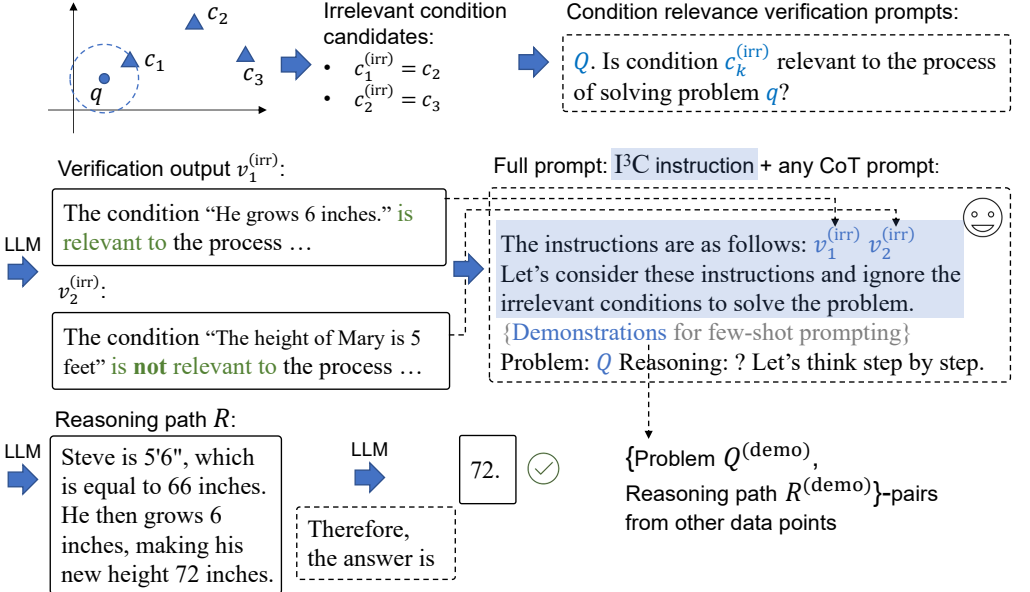 c₁
c₂
c₃
q
Irrelevant condition
candidates:
• c₁^(irr) = c₂
• c₂^(irr) = c₃
Condition relevance verification prompts:
Q. Is condition cₖ^(irr) relevant to the process
of solving problem q?
Verification output v₁^(irr):
LLM
The condition “He grows 6 inches.” is
relevant to the process …
v₂^(irr):
The condition “The height of Mary is 5
feet” is not relevant to the process …
Full prompt: I³C instruction + any CoT prompt:
The instructions are as follows: v₁^(irr) v₂^(irr)
Let’s consider these instructions and ignore the
irrelevant conditions to solve the problem.
{Demonstrations for few-shot prompting}
Problem: Q Reasoning: ? Let’s think step by step.
Reasoning path R:
LLM
Steve is 5'6", which
is equal to 66 inches.
He then grows 6
inches, making his
new height 72 inches.
LLM
Therefore,
the answer is
72.
{Problem Q^(demo),
Reasoning path R^(demo)}-pairs
from other data points